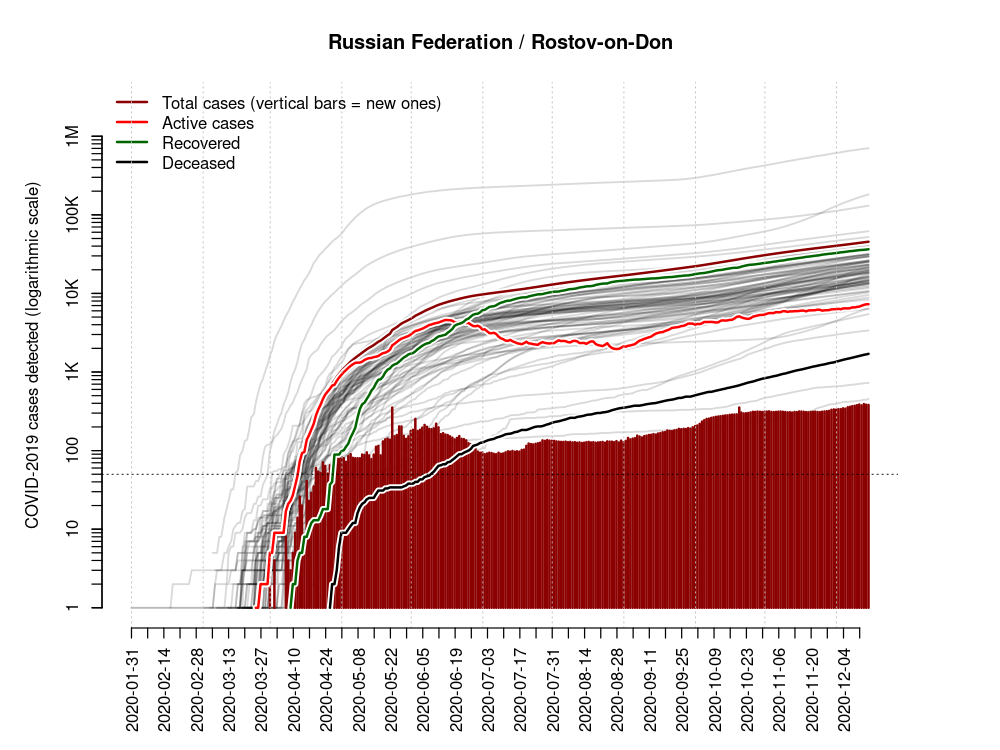 Russian Federation / Rostov-on-Don
Total cases (vertical bars = new ones)
Active cases
Recovered
Deceased
COVID-2019 cases detected (logarithmic scale)
1M
100K
10K
1K
100
10
1
2020-01-31
2020-02-14
2020-02-28
2020-03-13
2020-03-27
2020-04-10
2020-04-24
2020-05-08
2020-05-22
2020-06-05
2020-06-19
2020-07-03
2020-07-17
2020-07-31
2020-08-14
2020-08-28
2020-09-11
2020-09-25
2020-10-09
2020-10-23
2020-11-06
2020-11-20
2020-12-04